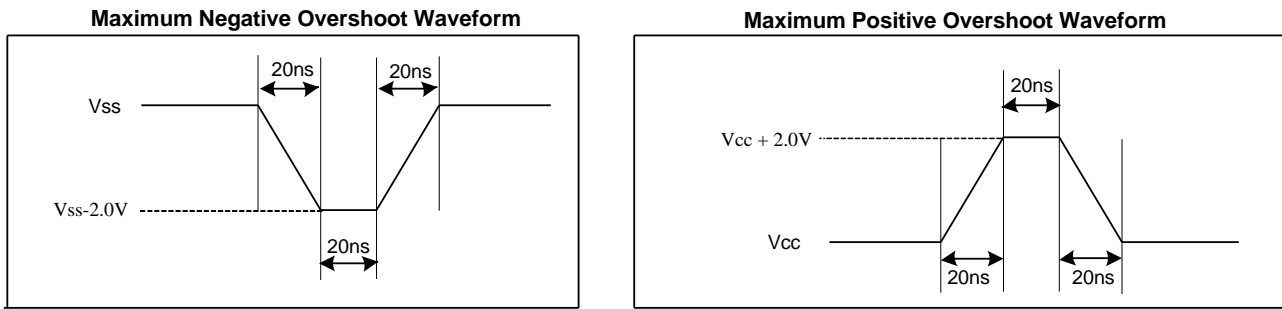 Maximum Negative Overshoot Waveform
20ns
20ns
Vss
Vss-2.0V
20ns
Maximum Positive Overshoot Waveform
20ns
Vcc + 2.0V
Vcc
20ns
20ns